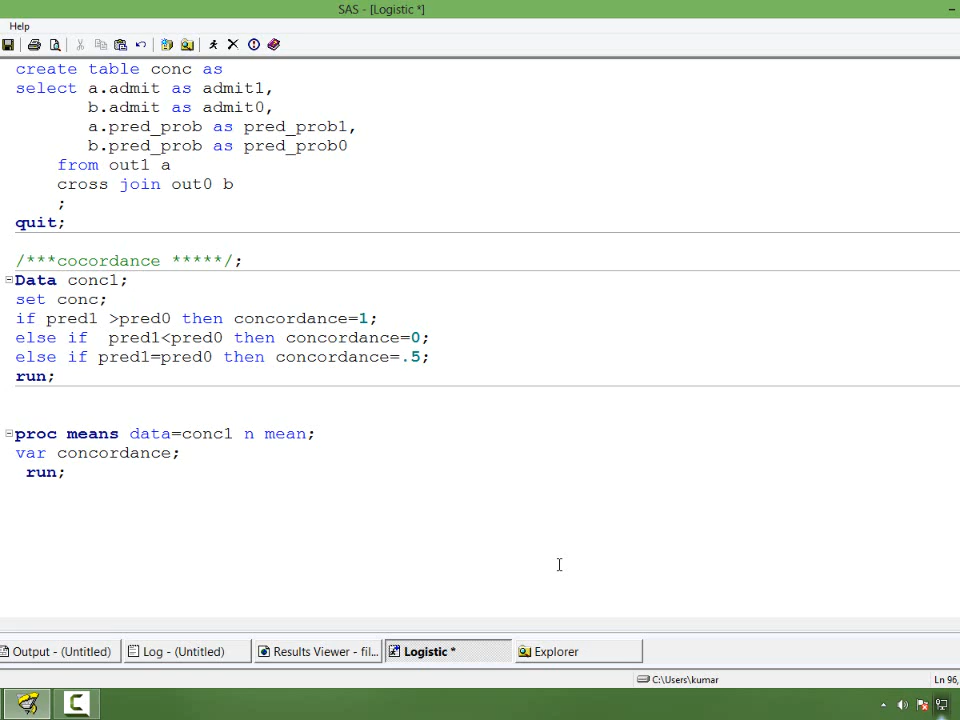 SAS - [Logistic *]
Help
create table conc as
select a.admit as admit1,
b.admit as admit0,
a.pred_prob as pred_prob1,
b.pred_prob as pred_prob0
from out1 a
cross join out0 b
;
quit;
/***cocordance *****/;
Data conc1;
set conc;
if pred1 >pred0 then concordance=1;
else if pred1<pred0 then concordance=0;
else if pred1=pred0 then concordance=.5;
run;
proc means data=conc1 n mean;
var concordance;
run;
Output - (Untitled) Log - (Untitled) Results Viewer - fil... Logistic * Explorer
C:\Users\kumar Ln 96,